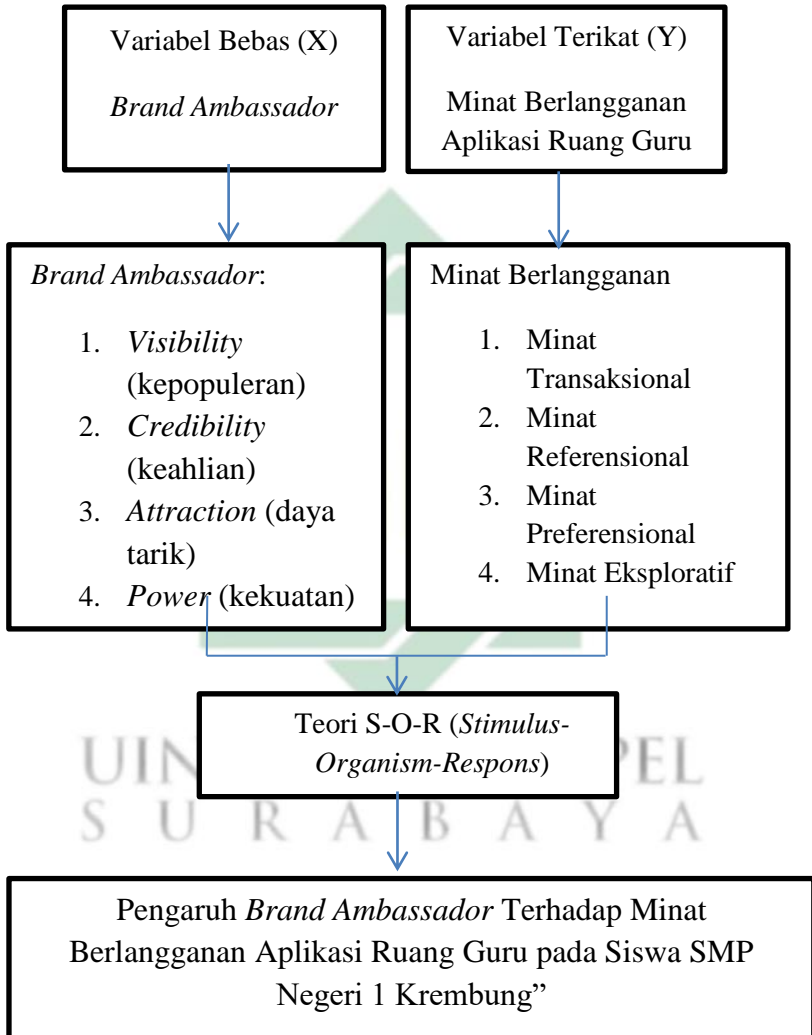 Variabel Bebas (X)
Brand Ambassador
Variabel Terikat (Y)
Minat Berlangganan
Aplikasi Ruang Guru
Brand Ambassador:
1. Visibility
(kepopuleran)
2. Credibility
(keahlian)
3. Attraction (daya
tarik)
4. Power (kekuatan)
Minat Berlangganan
1. Minat
Transaksional
2. Minat
Referensional
3. Minat
Preferensional
4. Minat Eksploratif
Teori S-O-R (Stimulus-
Organism-Respons)
UIN PEL
SURABAYA
Pengaruh Brand Ambassador Terhadap Minat
Berlangganan Aplikasi Ruang Guru pada Siswa SMP
Negeri 1 Krembung”